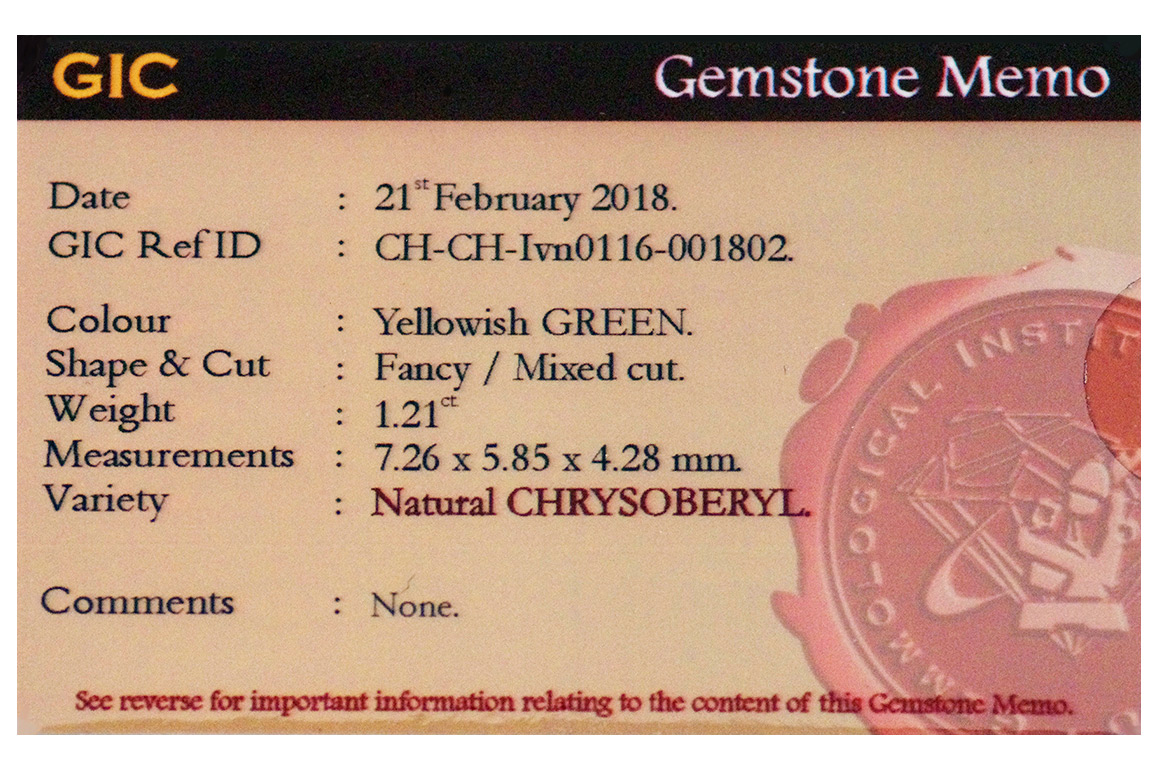 GIC Gemstone Memo
Date : 21st February 2018.
GIC Ref ID : CH-CH-Ivn0116-001802.
Colour : Yellowish GREEN.
Shape & Cut : Fancy / Mixed cut.
Weight : 1.21ct
Measurements : 7.26 x 5.85 x 4.28 mm.
Variety : Natural CHRYSOBERYL.
Comments : None.
See reverse for important information relating to the content of this Gemstone Memo.